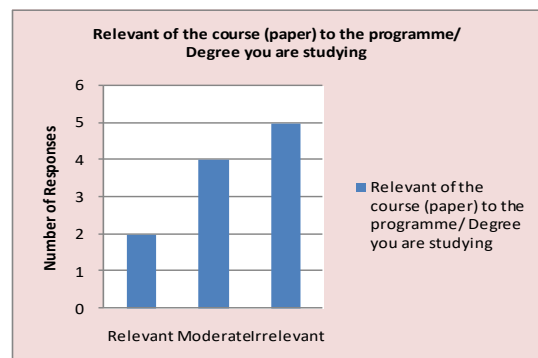 Relevant of the course (paper) to the programme/
Degree you are studying
Number of Responses
6
5
4
3
2
1
0
Relevant ModerateIrrelevant
Relevant of the
course (paper) to the
programme/ Degree
you are studying